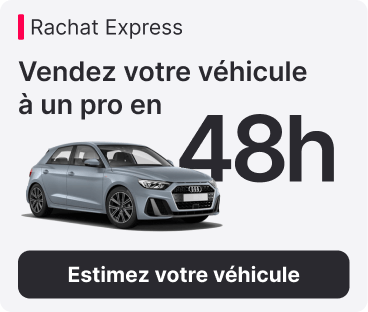 Rachat Express
Vendez votre véhicule
à un pro en
48h
Estimez votre véhicule